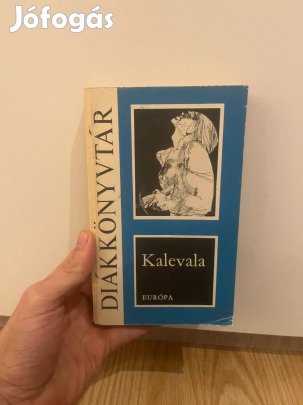 Jófogás
DIÁKKÖNYVTÁR
Kalevala
EURÓPA